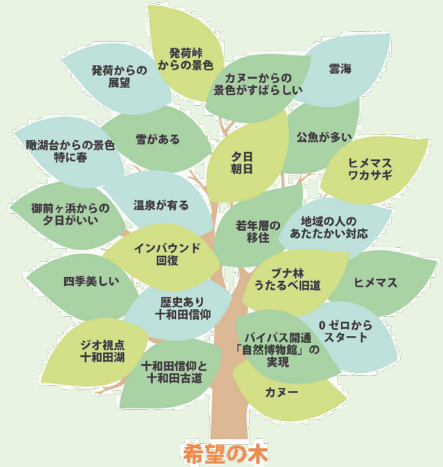 発荷峠
からの景色
発荷からの
展望
カヌーからの
景色がすばらしい
雲海
瞰湖台からの景色
特に春
雪がある
夕日
朝日
公魚が多い
ヒメマス
ワカサギ
御前ヶ浜からの
夕日がいい
温泉が有る
若年層の
移住
地域の人の
あたたかい対応
インバウンド
回復
四季美しい
ブナ林
うたるべ旧道
ヒメマス
歴史あり
十和田信仰
ジオ視点
十和田湖
十和田信仰と
十和田古道
バイパス開通
「自然博物館」の
実現
0 ゼロから
スタート
カヌー
希望の木